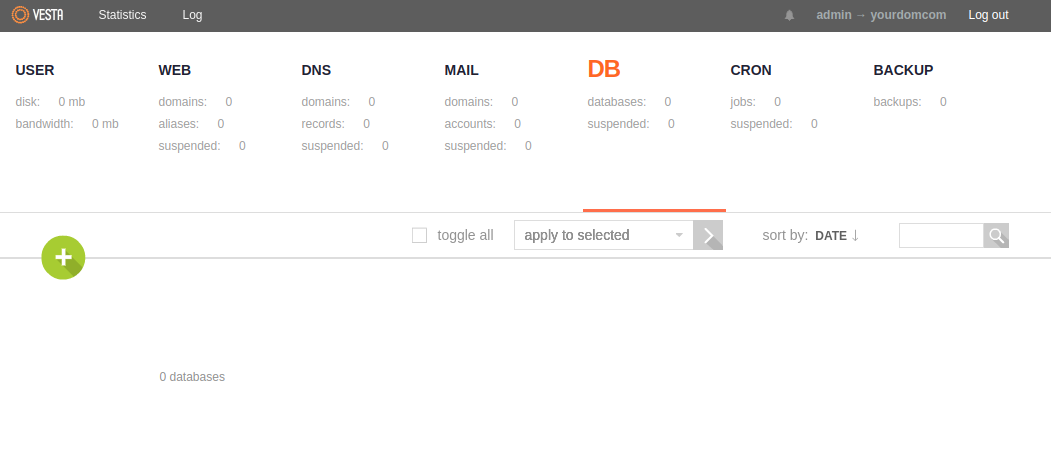 VESTA Statistics Log admin → yourdomcom Log out
USER WEB DNS MAIL DB CRON BACKUP
disk: 0 mb domains: 0 domains: 0 domains: 0 databases: 0 jobs: 0 backups: 0
bandwidth: 0 mb aliases: 0 records: 0 accounts: 0 suspended: 0 suspended: 0
suspended: 0 suspended: 0 suspended: 0
toggle all apply to selected sort by: DATE ↓
0 databases